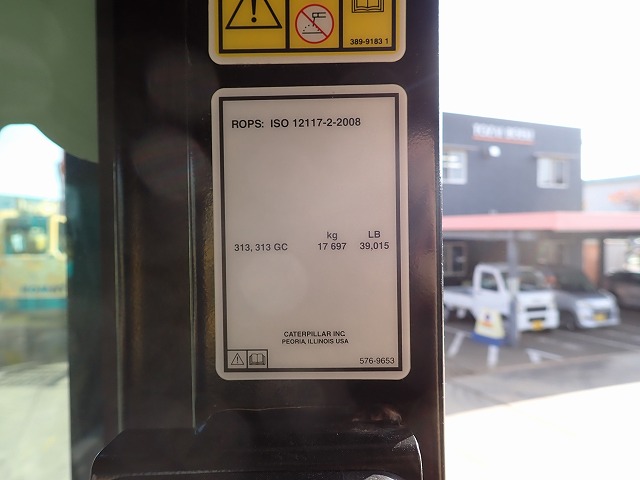 389-9183 1
ROPS: ISO 12117-2-2008
kg LB
313, 313 GC 17 697 39,015
CATERPILLAR INC.
PEORIA, ILLINOIS USA
576-9653